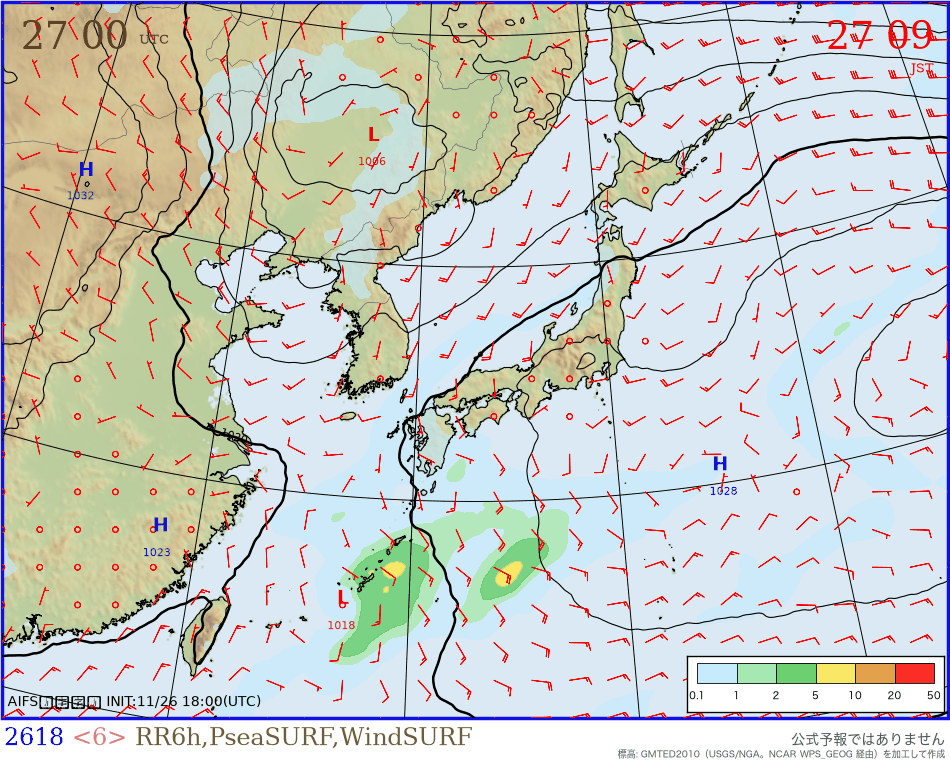 27 00 UTC
27 09
JST
L
1006
H
1032
H
1028
H
1023
L
1018
0.1 1 2 5 10 20 50
AIFS INIT:11/26 18:00(UTC)
2618 <6> RR6h,PseaSURF,WindSURF
公式予報ではありません
標高: GMTED2010（USGS/NGA。NCAR WPS_GEOG 経由）を加工して作成